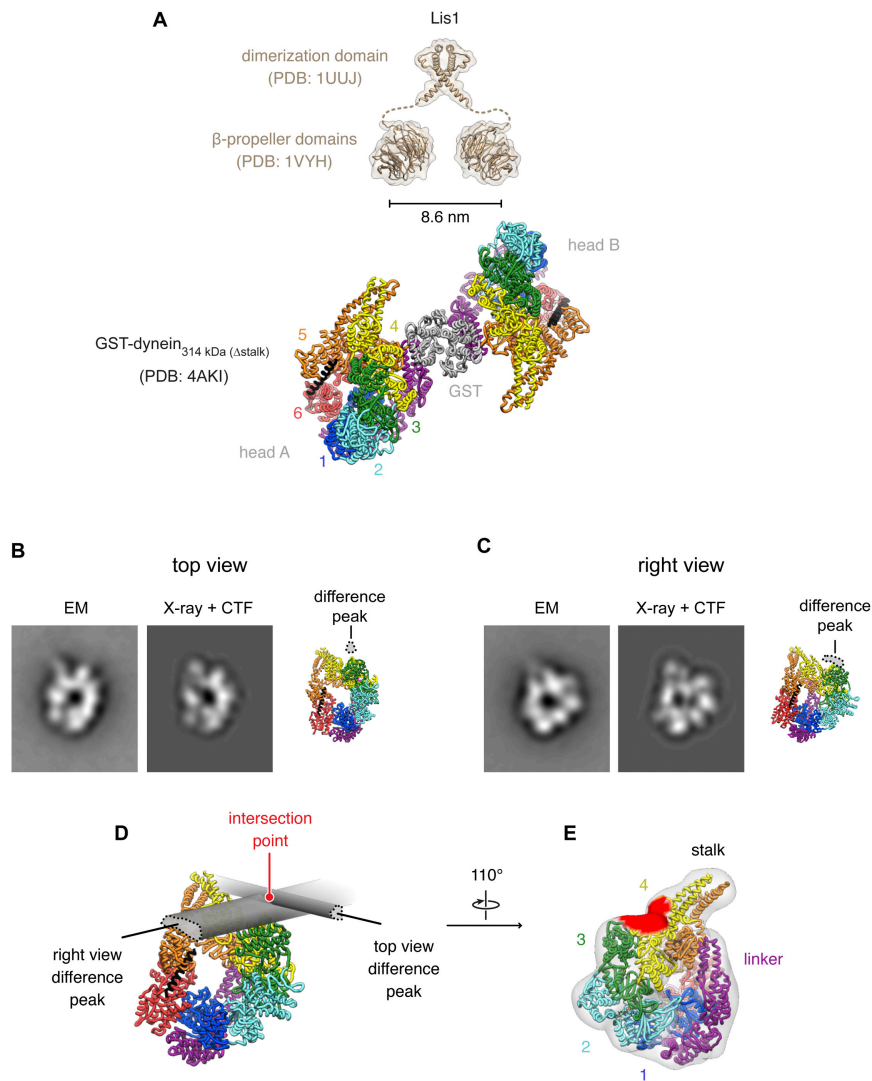 A
Lis1
dimerization domain
(PDB: 1UUJ)
β-propeller domains
(PDB: 1VYH)
8.6 nm
head B
GST-dynein314 kDa (Δstalk)
(PDB: 4AKI)
5
4
GST
6
3
head A
1
2
B
top view
EM
X-ray + CTF
difference
peak
C
right view
EM
X-ray + CTF
difference
peak
D
intersection
point
right view
difference
peak
top view
difference
peak
110°
E
stalk
4
3
linker
2
1